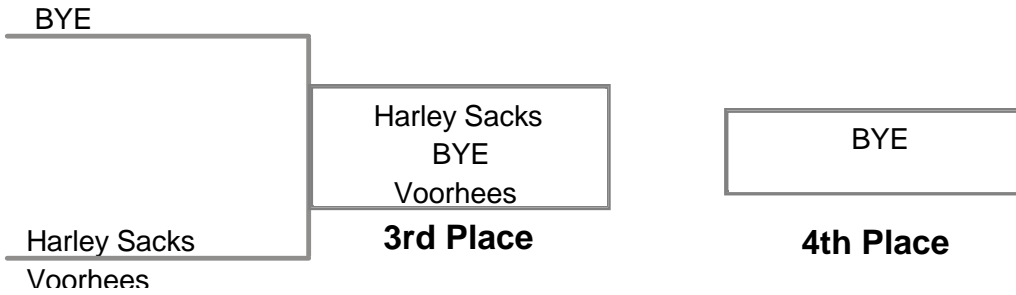 BYE
Harley Sacks
BYE
Voorhees
3rd Place
BYE
4th Place
Harley Sacks
Voorhees